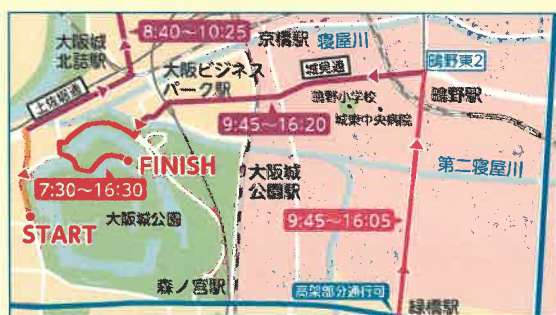 8:40～10:25
大阪城
北詰駅
京橋駅
寝屋川
鴫野東2
大阪ビジネス
パーク駅
城見通
土佐堀通
鴫野小学校
鴫野駅
城東中央病院
9:45～16:20
FINISH
大阪城
公園駅
第二寝屋川
7:30～16:30
START
大阪城公園
9:45～16:05
森ノ宮駅
高架部分通行可
緑橋駅